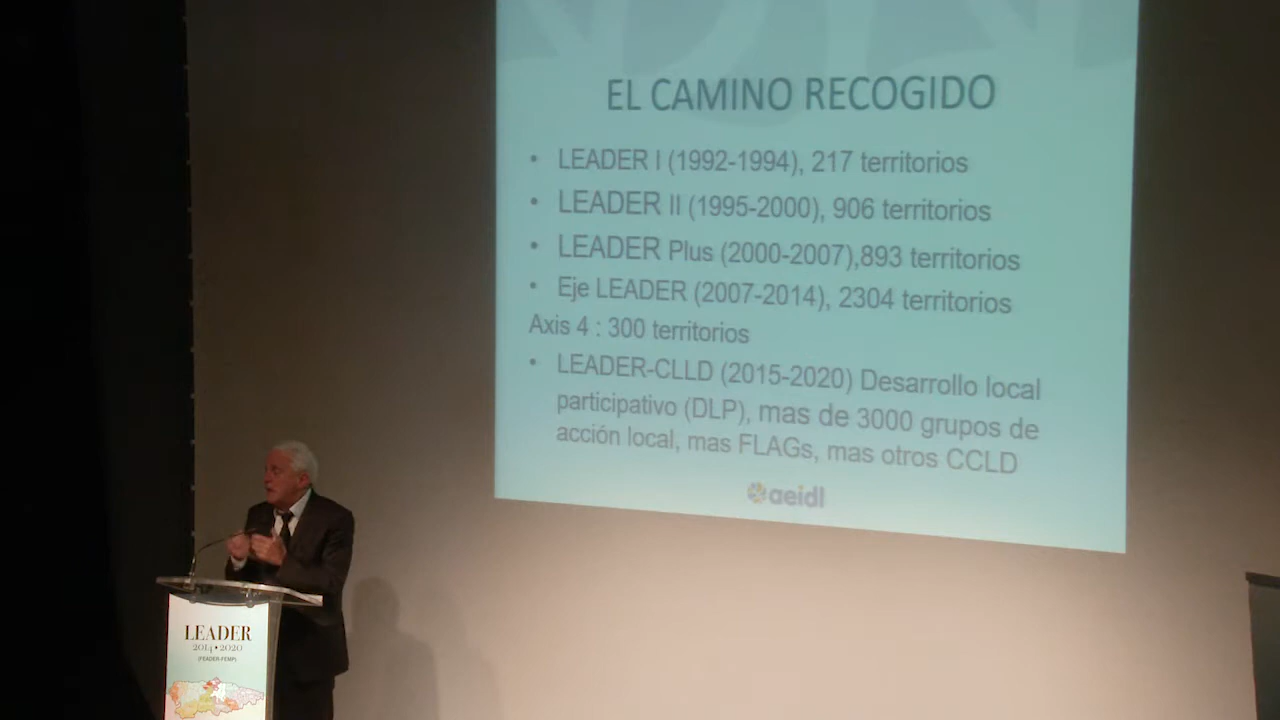 EL CAMINO RECOGIDO
• LEADER I (1992-1994), 217 territorios
• LEADER II (1995-2000), 906 territorios
• LEADER Plus (2000-2007),893 territorios
• Eje LEADER (2007-2014), 2304 territorios
Axis 4 : 300 territorios
• LEADER-CLLD (2015-2020) Desarrollo local
participativo (DLP), mas de 3000 grupos de
acción local, mas FLAGs, mas otros CCLD
aeidl
LEADER
2014•2020
(FEADER-FEMP)